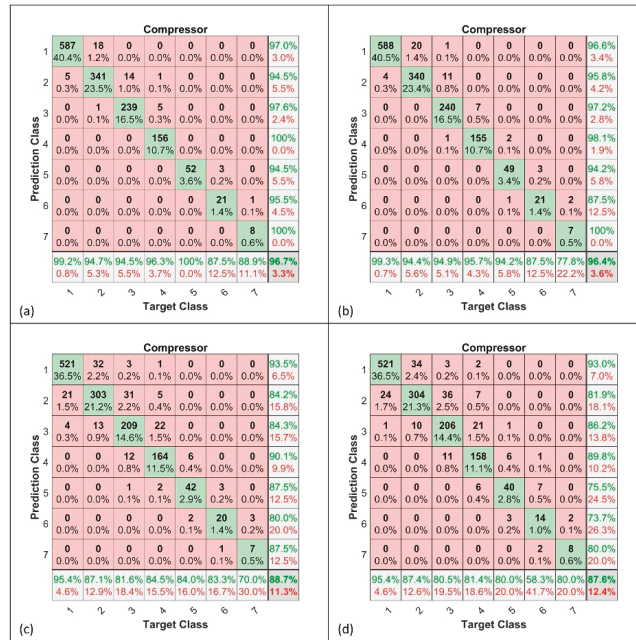 Compressor
1 587 18 0 0 0 0 0 97.0%
40.4% 1.2% 0.0% 0.0% 0.0% 0.0% 0.0% 3.0%
2 5 341 14 1 0 0 0 94.5%
0.3% 23.5% 1.0% 0.1% 0.0% 0.0% 0.0% 5.5%
3 0 1 239 5 0 0 0 97.6%
0.0% 0.1% 16.5% 0.3% 0.0% 0.0% 0.0% 2.4%
4 0 0 0 156 0 0 0 100%
0.0% 0.0% 0.0% 10.7% 0.0% 0.0% 0.0% 0.0%
5 0 0 0 0 52 3 0 94.5%
0.0% 0.0% 0.0% 0.0% 3.6% 0.2% 0.0% 5.5%
6 0 0 0 0 0 21 1 95.5%
0.0% 0.0% 0.0% 0.0% 0.0% 1.4% 0.1% 4.5%
7 0 0 0 0 0 0 8 100%
0.0% 0.0% 0.0% 0.0% 0.0% 0.0% 0.6% 0.0%
99.2% 94.7% 94.5% 96.3% 100% 87.5% 88.9% 96.7%
0.8% 5.3% 5.5% 3.7% 0.0% 12.5% 11.1% 3.3%
1 2 3 4 5 6 7
Target Class
Prediction Class
(a)
Compressor
1 588 20 1 0 0 0 0 96.6%
40.5% 1.4% 0.1% 0.0% 0.0% 0.0% 0.0% 3.4%
2 4 340 11 0 0 0 0 95.8%
0.3% 23.4% 0.8% 0.0% 0.0% 0.0% 0.0% 4.2%
3 0 0 240 7 0 0 0 97.2%
0.0% 0.0% 16.5% 0.5% 0.0% 0.0% 0.0% 2.8%
4 0 0 1 155 2 0 0 98.1%
0.0% 0.0% 0.1% 10.7% 0.1% 0.0% 0.0% 1.9%
5 0 0 0 0 49 3 0 94.2%
0.0% 0.0% 0.0% 0.0% 3.4% 0.2% 0.0% 5.8%
6 0 0 0 0 1 21 2 87.5%
0.0% 0.0% 0.0% 0.0% 0.1% 1.4% 0.1% 12.5%
7 0 0 0 0 0 0 7 100%
0.0% 0.0% 0.0% 0.0% 0.0% 0.0% 0.5% 0.0%
99.3% 94.4% 94.9% 95.7% 94.2% 87.5% 77.8% 96.4%
0.7% 5.6% 5.1% 4.3% 5.8% 12.5% 22.2% 3.6%
1 2 3 4 5 6 7
Target Class
Prediction Class
(b)
Compressor
1 521 32 3 1 0 0 0 93.5%
36.5% 2.2% 0.2% 0.1% 0.0% 0.0% 0.0% 6.5%
2 21 303 31 5 0 0 0 84.2%
1.5% 21.2% 2.2% 0.4% 0.0% 0.0% 0.0% 15.8%
3 4 13 209 22 0 0 0 84.3%
0.3% 0.9% 14.6% 1.5% 0.0% 0.0% 0.0% 15.7%
4 0 0 12 164 6 0 0 90.1%
0.0% 0.0% 0.8% 11.5% 0.4% 0.0% 0.0% 9.9%
5 0 0 1 2 42 3 0 87.5%
0.0% 0.0% 0.1% 0.1% 2.9% 0.2% 0.0% 12.5%
6 0 0 0 0 2 20 3 80.0%
0.0% 0.0% 0.0% 0.0% 0.1% 1.4% 0.2% 20.0%
7 0 0 0 0 0 1 7 87.5%
0.0% 0.0% 0.0% 0.0% 0.0% 0.1% 0.5% 12.5%
95.4% 87.1% 81.6% 84.5% 84.0% 83.3% 70.0% 88.7%
4.6% 12.9% 18.4% 15.5% 16.0% 16.7% 30.0% 11.3%
1 2 3 4 5 6 7
Target Class
Prediction Class
(c)
Compressor
1 521 34 3 2 0 0 0 93.0%
36.5% 2.4% 0.2% 0.1% 0.0% 0.0% 0.0% 7.0%
2 24 304 36 7 0 0 0 81.9%
1.7% 21.3% 2.5% 0.5% 0.0% 0.0% 0.0% 18.1%
3 1 10 206 21 1 0 0 86.2%
0.1% 0.7% 14.4% 1.5% 0.1% 0.0% 0.0% 13.8%
4 0 0 11 158 6 1 0 89.8%
0.0% 0.0% 0.8% 11.1% 0.4% 0.1% 0.0% 10.2%
5 0 0 0 6 40 7 0 75.5%
0.0% 0.0% 0.0% 0.4% 2.8% 0.5% 0.0% 24.5%
6 0 0 0 0 3 14 2 73.7%
0.0% 0.0% 0.0% 0.0% 0.2% 1.0% 0.1% 26.3%
7 0 0 0 0 0 2 8 80.0%
0.0% 0.0% 0.0% 0.0% 0.0% 0.1% 0.6% 20.0%
95.4% 87.4% 80.5% 81.4% 80.0% 58.3% 80.0% 87.6%
4.6% 12.6% 19.5% 18.6% 20.0% 41.7% 20.0% 12.4%
1 2 3 4 5 6 7
Target Class
Prediction Class
(d)